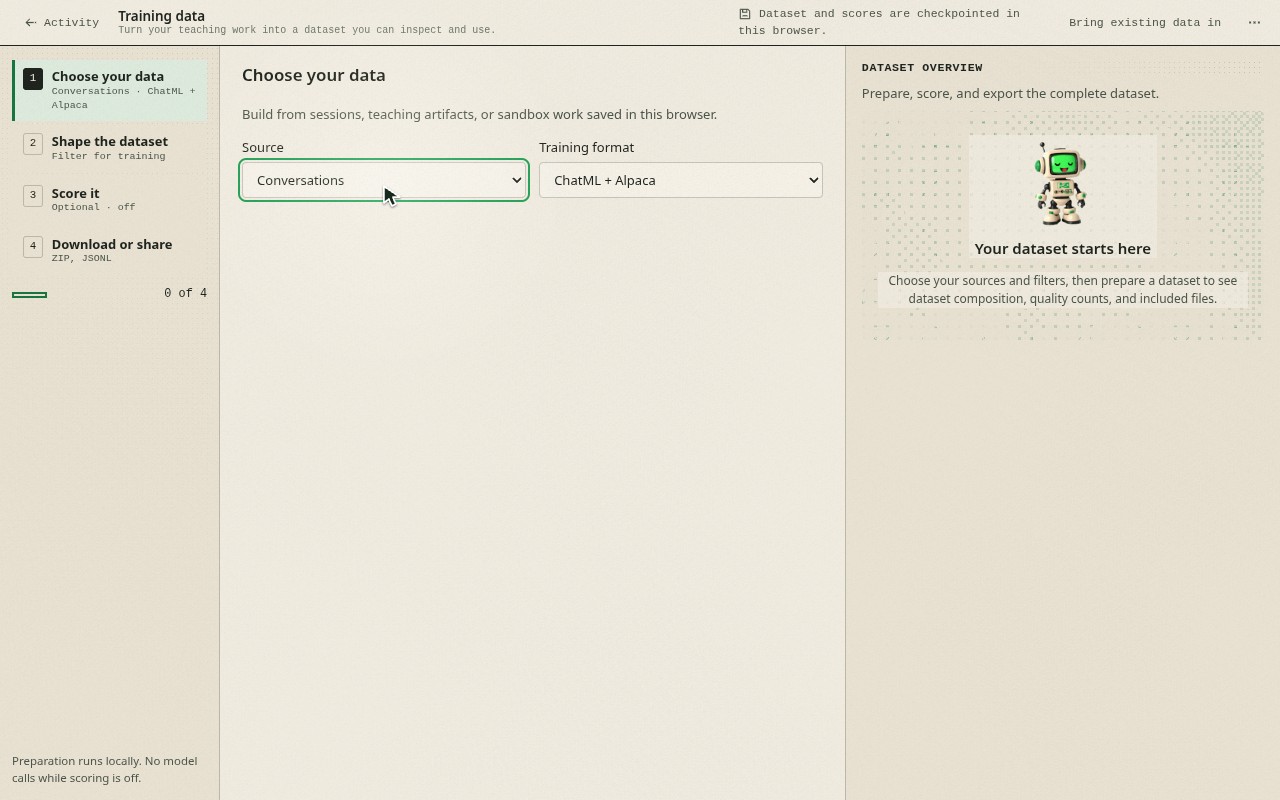 Activity
Training data
Turn your teaching work into a dataset you can inspect and use.
Dataset and scores are checkpointed in
this browser.
Bring existing data in
1
Choose your data
Conversations · ChatML +
Alpaca
2
Shape the dataset
Filter for training
3
Score it
Optional · off
4
Download or share
ZIP, JSONL
0 of 4
Preparation runs locally. No model
calls while scoring is off.
Choose your data
Build from sessions, teaching artifacts, or sandbox work saved in this browser.
Source
Training format
Conversations
ChatML + Alpaca
DATASET OVERVIEW
Prepare, score, and export the complete dataset.
Your dataset starts here
Choose your sources and filters, then prepare a dataset to see
dataset composition, quality counts, and included files.